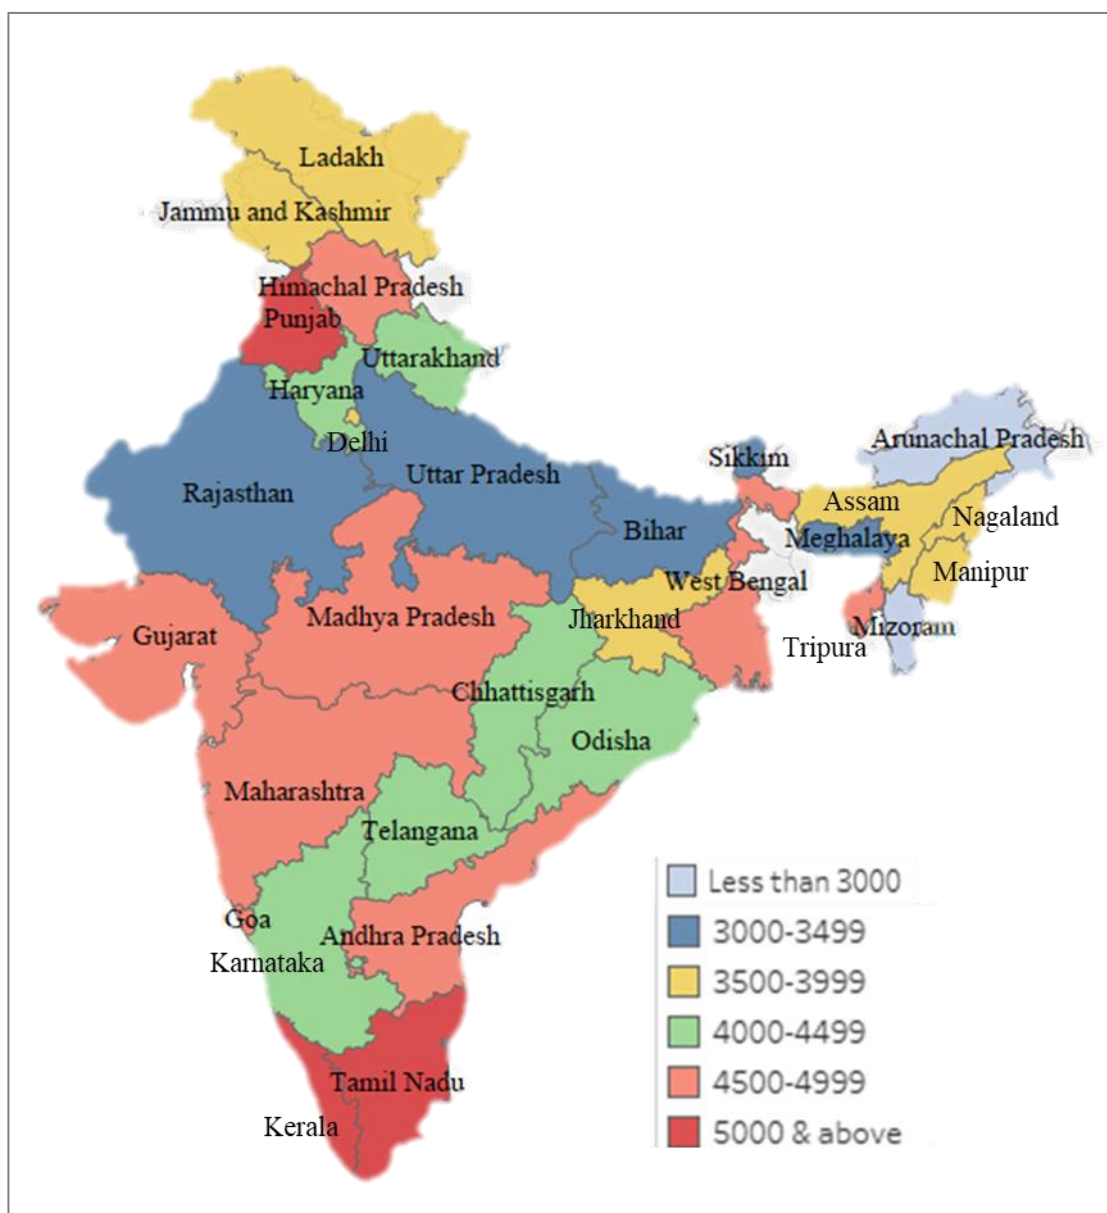 Ladakh
Jammu and Kashmir
Himachal Pradesh
Punjab
Uttarakhand
Haryana
Delhi
Arunachal Pradesh
Sikkim
Uttar Pradesh
Rajasthan
Assam
Nagaland
Bihar
Meghalaya
Manipur
West Bengal
Madhya Pradesh
Jharkhand
Mizoram
Gujarat
Tripura
Chhattisgarh
Odisha
Maharashtra
Telangana
Goa
Andhra Pradesh
Karnataka
Tamil Nadu
Kerala
Less than 3000
3000-3499
3500-3999
4000-4499
4500-4999
5000 & above